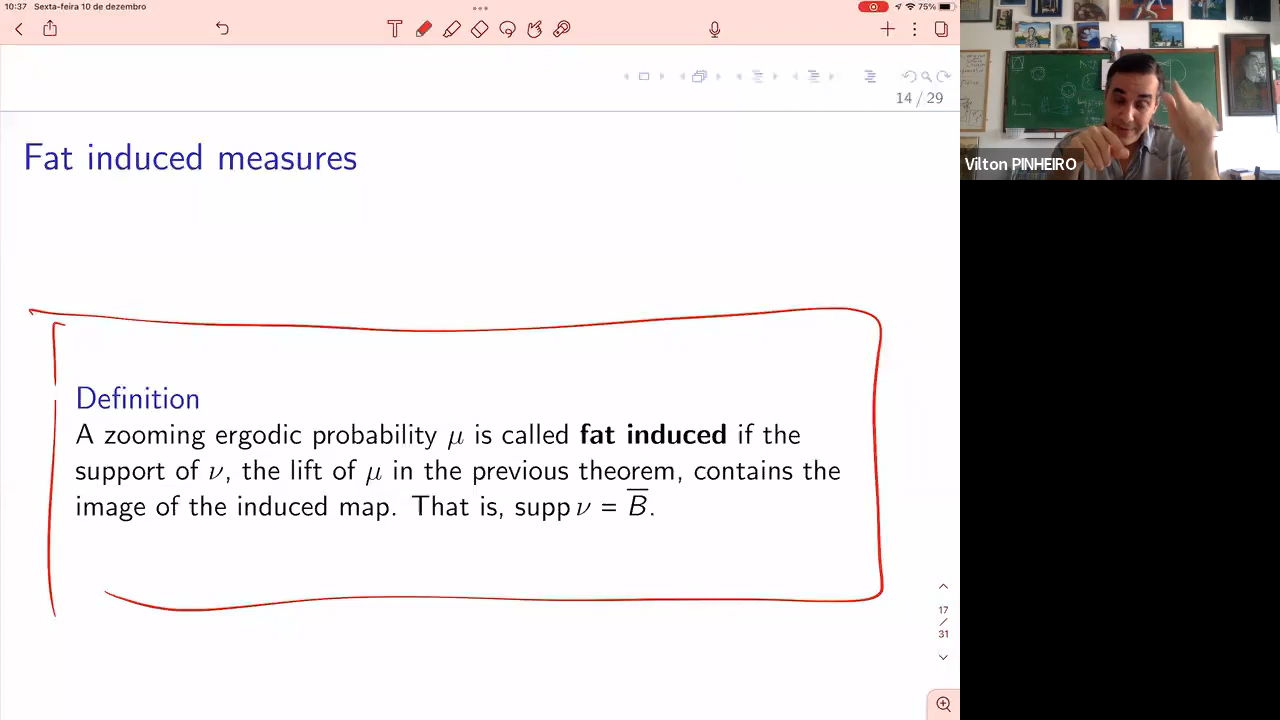 10:37 Sexta-feira 10 de dezembro
75%
14 / 29
Fat induced measures
Vilton PINHEIRO
Definition
A zooming ergodic probability μ is called fat induced if the
support of ν, the lift of μ in the previous theorem, contains the
image of the induced map. That is, supp ν = B̅.
17
/
31